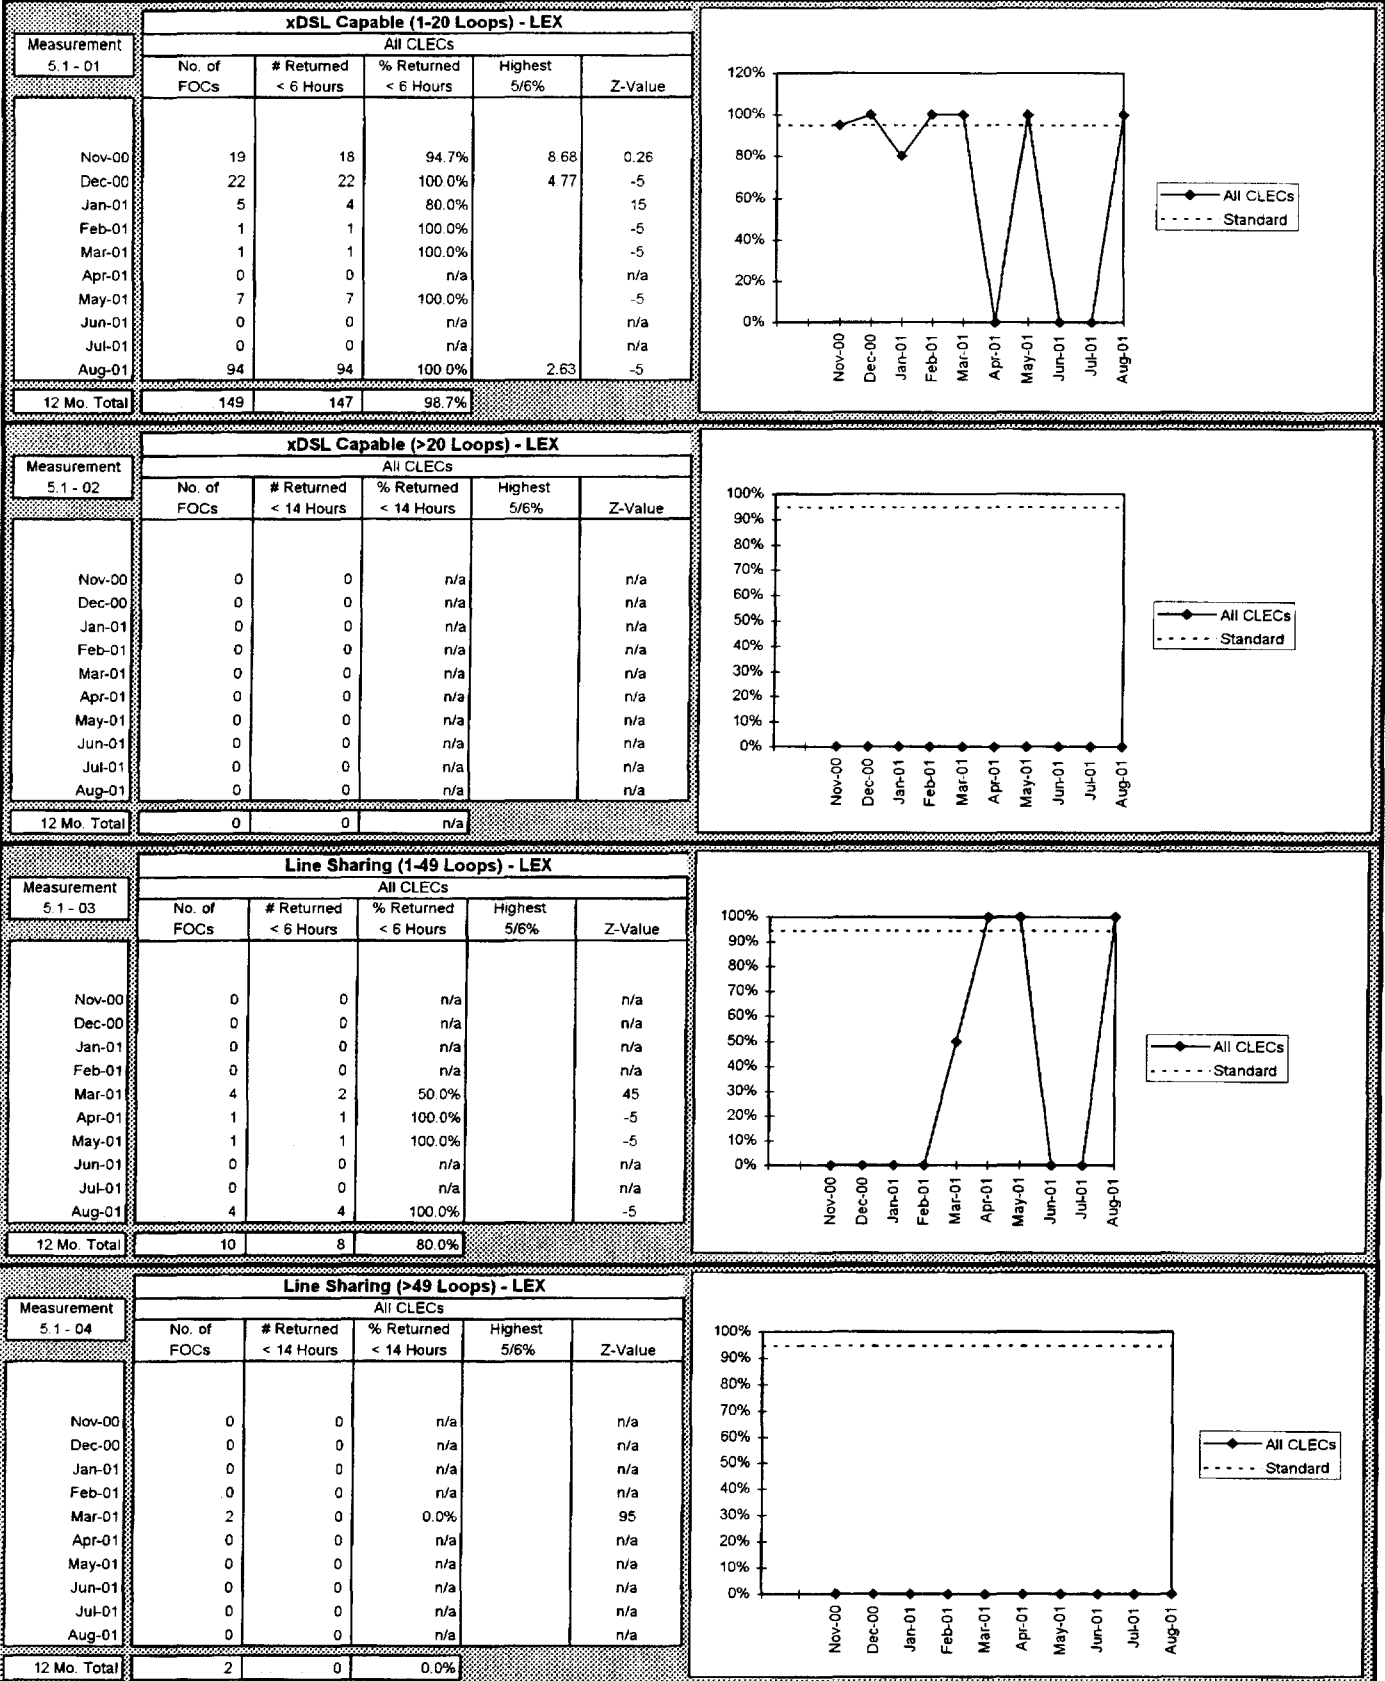 xDSL Capable (1-20 Loops) - LEX
Measurement
5.1 - 01
All CLECs
No. of FOCs # Returned < 6 Hours % Returned < 6 Hours Highest 5/6% Z-Value
Nov-00 19 18 94.7% 8.68 0.26
Dec-00 22 22 100.0% 4.77 -5
Jan-01 5 4 80.0% 15
Feb-01 1 1 100.0% -5
Mar-01 1 1 100.0% -5
Apr-01 0 0 n/a n/a
May-01 7 7 100.0% -5
Jun-01 0 0 n/a n/a
Jul-01 0 0 n/a n/a
Aug-01 94 94 100.0% 2.63 -5
12 Mo. Total 149 147 98.7%
120%
100%
80%
60%
40%
20%
0%
Nov-00 Dec-00 Jan-01 Feb-01 Mar-01 Apr-01 May-01 Jun-01 Jul-01 Aug-01
All CLECs
Standard
xDSL Capable (>20 Loops) - LEX
Measurement
5.1 - 02
All CLECs
No. of FOCs # Returned < 14 Hours % Returned < 14 Hours Highest 5/6% Z-Value
Nov-00 0 0 n/a n/a
Dec-00 0 0 n/a n/a
Jan-01 0 0 n/a n/a
Feb-01 0 0 n/a n/a
Mar-01 0 0 n/a n/a
Apr-01 0 0 n/a n/a
May-01 0 0 n/a n/a
Jun-01 0 0 n/a n/a
Jul-01 0 0 n/a n/a
Aug-01 0 0 n/a n/a
12 Mo. Total 0 0 n/a
100%
90%
80%
70%
60%
50%
40%
30%
20%
10%
0%
Nov-00 Dec-00 Jan-01 Feb-01 Mar-01 Apr-01 May-01 Jun-01 Jul-01 Aug-01
All CLECs
Standard
Line Sharing (1-49 Loops) - LEX
Measurement
5.1 - 03
All CLECs
No. of FOCs # Returned < 6 Hours % Returned < 6 Hours Highest 5/6% Z-Value
Nov-00 0 0 n/a n/a
Dec-00 0 0 n/a n/a
Jan-01 0 0 n/a n/a
Feb-01 0 0 n/a n/a
Mar-01 4 2 50.0% 45
Apr-01 1 1 100.0% -5
May-01 1 1 100.0% -5
Jun-01 0 0 n/a n/a
Jul-01 0 0 n/a n/a
Aug-01 4 4 100.0% -5
12 Mo. Total 10 8 80.0%
100%
90%
80%
70%
60%
50%
40%
30%
20%
10%
0%
Nov-00 Dec-00 Jan-01 Feb-01 Mar-01 Apr-01 May-01 Jun-01 Jul-01 Aug-01
All CLECs
Standard
Line Sharing (>49 Loops) - LEX
Measurement
5.1 - 04
All CLECs
No. of FOCs # Returned < 14 Hours % Returned < 14 Hours Highest 5/6% Z-Value
Nov-00 0 0 n/a n/a
Dec-00 0 0 n/a n/a
Jan-01 0 0 n/a n/a
Feb-01 0 0 n/a n/a
Mar-01 2 0 0.0% 95
Apr-01 0 0 n/a n/a
May-01 0 0 n/a n/a
Jun-01 0 0 n/a n/a
Jul-01 0 0 n/a n/a
Aug-01 0 0 n/a n/a
12 Mo. Total 2 0 0.0%
100%
90%
80%
70%
60%
50%
40%
30%
20%
10%
0%
Nov-00 Dec-00 Jan-01 Feb-01 Mar-01 Apr-01 May-01 Jun-01 Jul-01 Aug-01
All CLECs
Standard